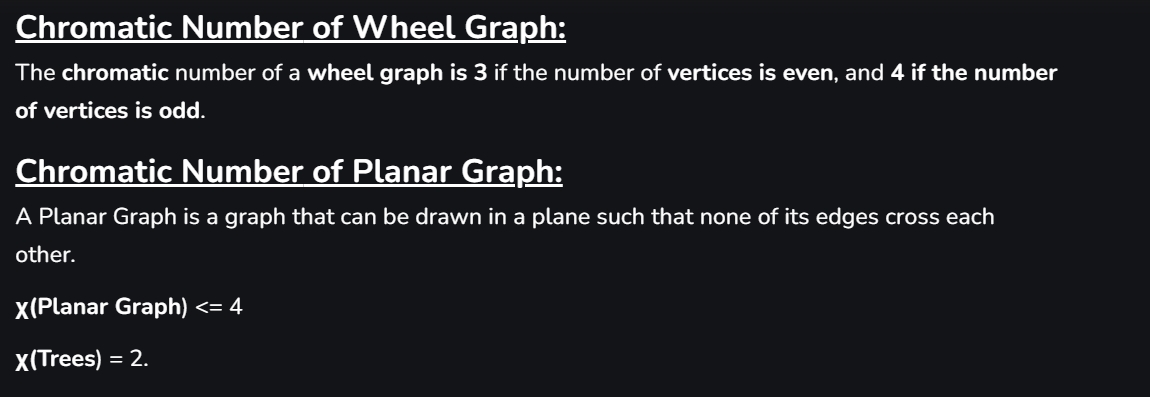 Chromatic Number of Wheel Graph:
The chromatic number of a wheel graph is 3 if the number of vertices is even, and 4 if the number
of vertices is odd.
Chromatic Number of Planar Graph:
A Planar Graph is a graph that can be drawn in a plane such that none of its edges cross each
other.
χ(Planar Graph) <= 4
χ(Trees) = 2.